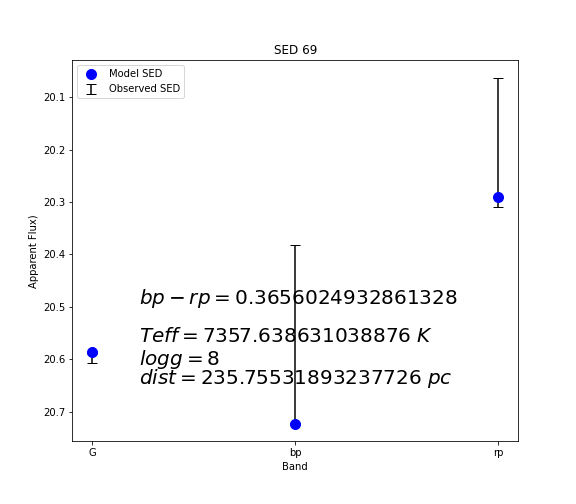 SED 69
Model SED
Observed SED
20.1
20.2
20.3
20.4
20.5
20.6
20.7
Apparent Flux)
bp − rp = 0.3656024932861328
Teff = 7357.638631038876 K
logg = 8
dist = 235.75531893237726 pc
G
bp
rp
Band